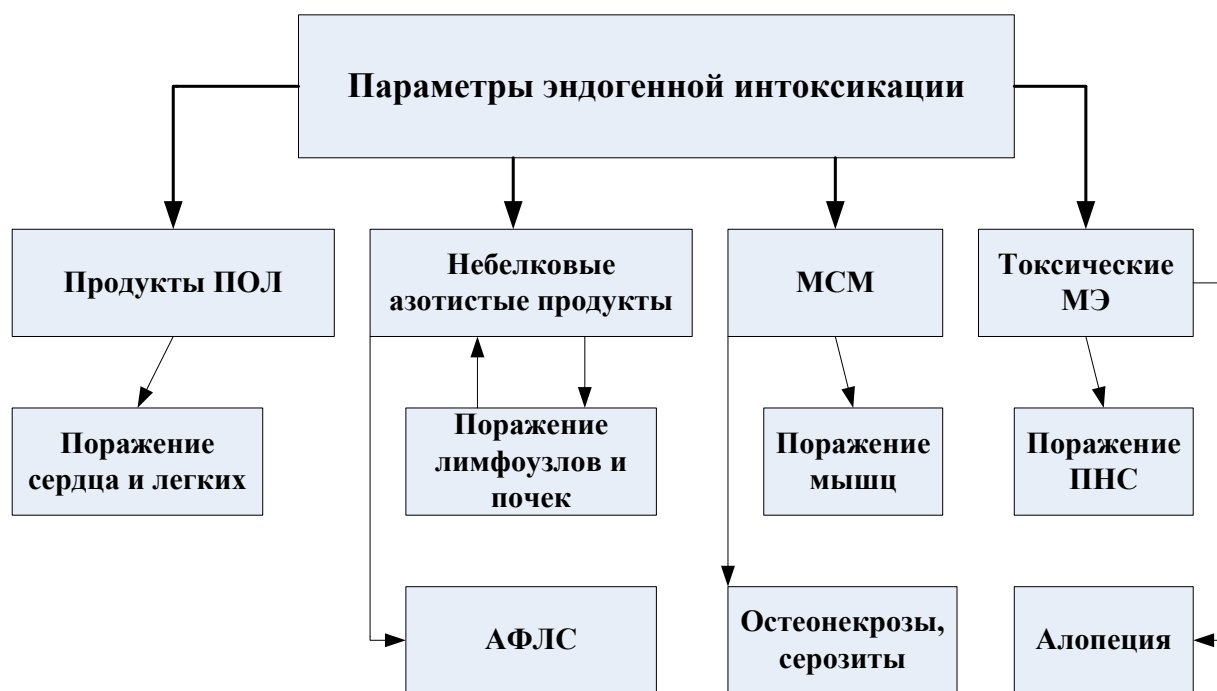 Параметры эндогенной интоксикации
Продукты ПОЛ
Небелковые
азотистые продукты
МСМ
Токсические
МЭ
Поражение
сердца и легких
Поражение
лимфоузлов и
почек
Поражение
мышц
Поражение
ПНС
АФЛС
Остеонекрозы,
серозиты
Алопеция